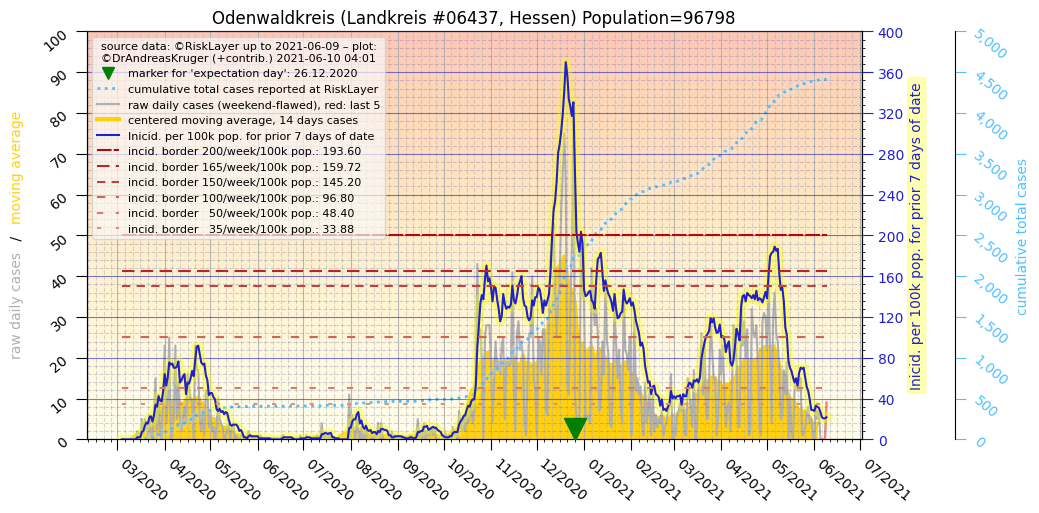 Odenwaldkreis (Landkreis #06437, Hessen) Population=96798
source data: ©RiskLayer up to 2021-06-09 – plot:
©DrAndreasKruger (+contrib.) 2021-06-10 04:01
marker for 'expectation day': 26.12.2020
cumulative total cases reported at RiskLayer
raw daily cases (weekend-flawed), red: last 5
centered moving average, 14 days cases
Inicid. per 100k pop. for prior 7 days of date
incid. border 200/week/100k pop.: 193.60
incid. border 165/week/100k pop.: 159.72
incid. border 150/week/100k pop.: 145.20
incid. border 100/week/100k pop.: 96.80
incid. border   50/week/100k pop.: 48.40
incid. border   35/week/100k pop.: 33.88
raw daily cases / moving average
100
90
80
70
60
50
40
30
20
10
0
400
360
320
280
240
200
160
120
80
40
0
Inicid. per 100k pop. for prior 7 days of date
5,000
4,500
4,000
3,500
3,000
2,500
2,000
1,500
1,000
500
0
cumulative total cases
03/2020
04/2020
05/2020
06/2020
07/2020
08/2020
09/2020
10/2020
11/2020
12/2020
01/2021
02/2021
03/2021
04/2021
05/2021
06/2021
07/2021